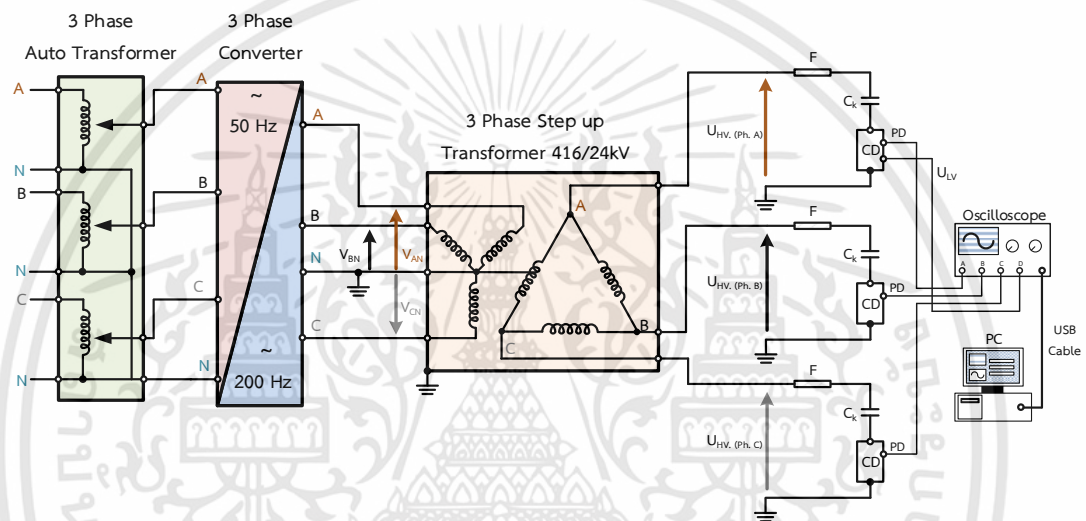 3 Phase
Auto Transformer
3 Phase
Converter
A
N
B
N
C
N
A
B
C
N
~
50 Hz
~
200 Hz
A
B
N
C
V_BN
V_AN
V_CN
3 Phase Step up
Transformer 416/24kV
A
B
C
U_HV. (Ph. A)
F
C_k
CD
PD
U_LV
U_HV. (Ph. B)
F
C_k
CD
PD
U_HV. (Ph. C)
F
C_k
CD
PD
Oscilloscope
A B C D
PC
USB
Cable